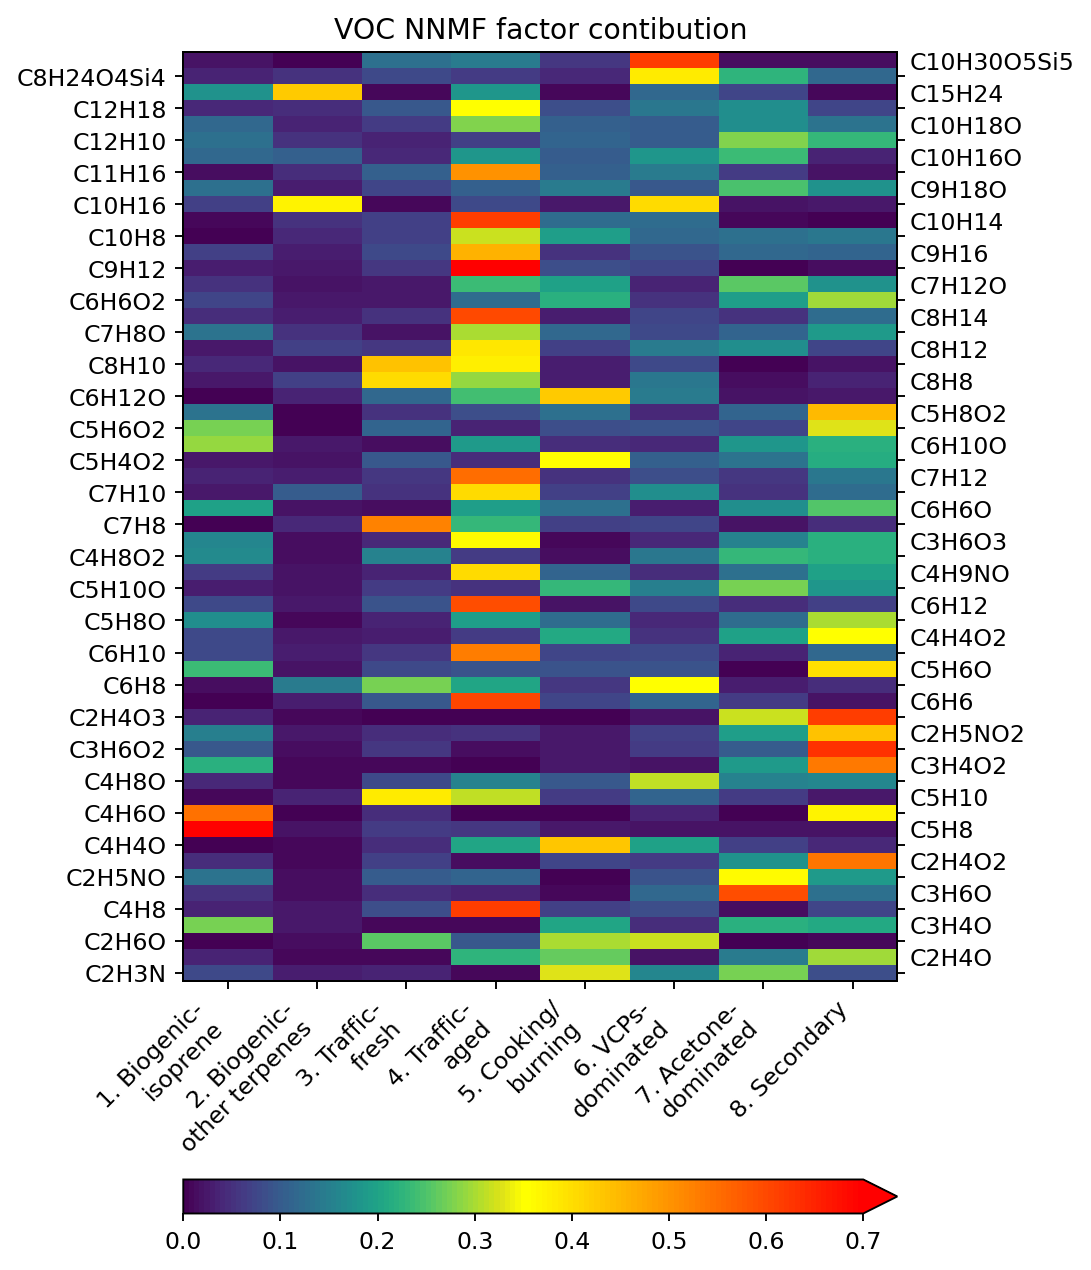 VOC NNMF factor contibution
C10H30O5Si5
C8H24O4Si4
C15H24
C12H18
C10H18O
C12H10
C10H16O
C11H16
C9H18O
C10H16
C10H14
C10H8
C9H16
C9H12
C7H12O
C6H6O2
C8H14
C7H8O
C8H12
C8H10
C8H8
C6H12O
C5H8O2
C5H6O2
C6H10O
C5H4O2
C7H12
C7H10
C6H6O
C7H8
C3H6O3
C4H8O2
C4H9NO
C5H10O
C6H12
C5H8O
C4H4O2
C6H10
C5H6O
C6H8
C6H6
C2H4O3
C2H5NO2
C3H6O2
C3H4O2
C4H8O
C5H10
C4H6O
C5H8
C4H4O
C2H4O2
C2H5NO
C3H6O
C4H8
C3H4O
C2H6O
C2H4O
C2H3N
1. Biogenic-
isoprene
2. Biogenic-
other terpenes
3. Traffic-
fresh
4. Traffic-
aged
5. Cooking/
burning
6. VCPs-
dominated
7. Acetone-
dominated
8. Secondary
0.0 0.1 0.2 0.3 0.4 0.5 0.6 0.7